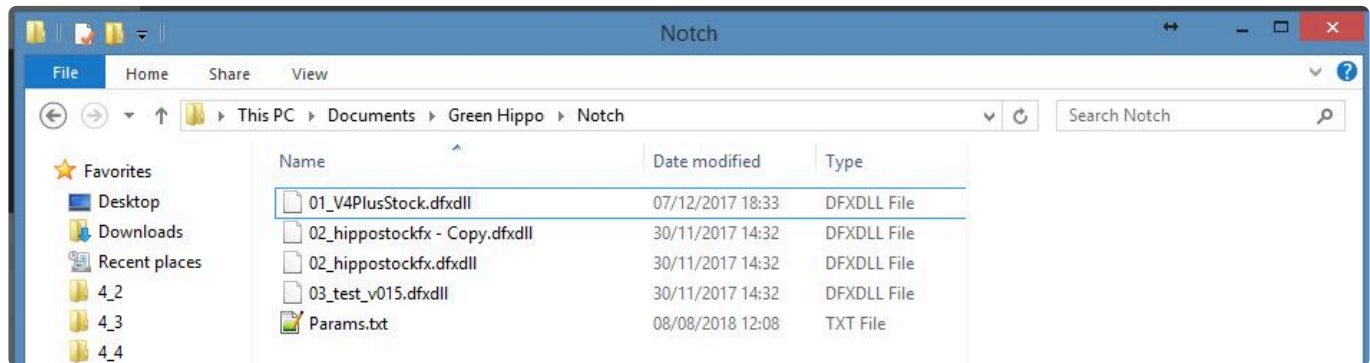 Notch
File Home Share View
This PC Documents Green Hippo Notch Search Notch
Favorites
Desktop
Downloads
Recent places
4_2
4_3
4_4
Name Date modified Type
01_V4PlusStock.dfxdll 07/12/2017 18:33 DFXDLL File
02_hippostockfx - Copy.dfxdll 30/11/2017 14:32 DFXDLL File
02_hippostockfx.dfxdll 30/11/2017 14:32 DFXDLL File
03_test_v015.dfxdll 30/11/2017 14:32 DFXDLL File
Params.txt 08/08/2018 12:08 TXT File